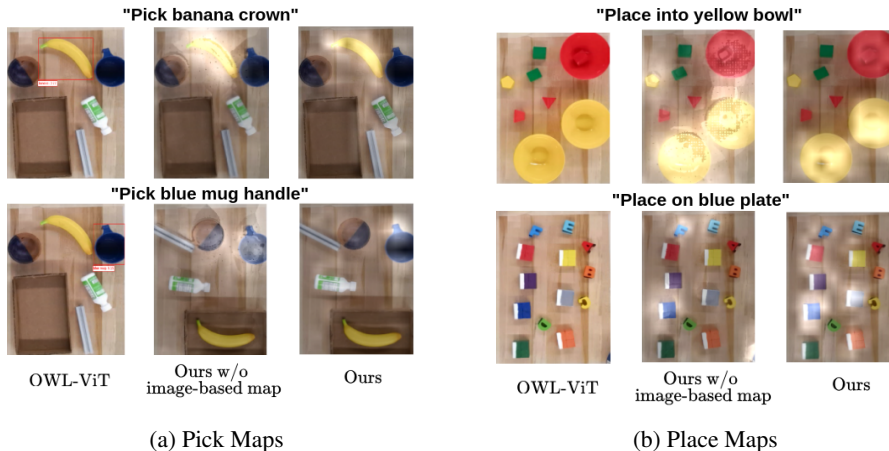 "Pick banana crown"
"Pick blue mug handle"
OWL-ViT
Ours w/o
image-based map
Ours
(a) Pick Maps
"Place into yellow bowl"
"Place on blue plate"
OWL-ViT
Ours w/o
image-based map
Ours
(b) Place Maps